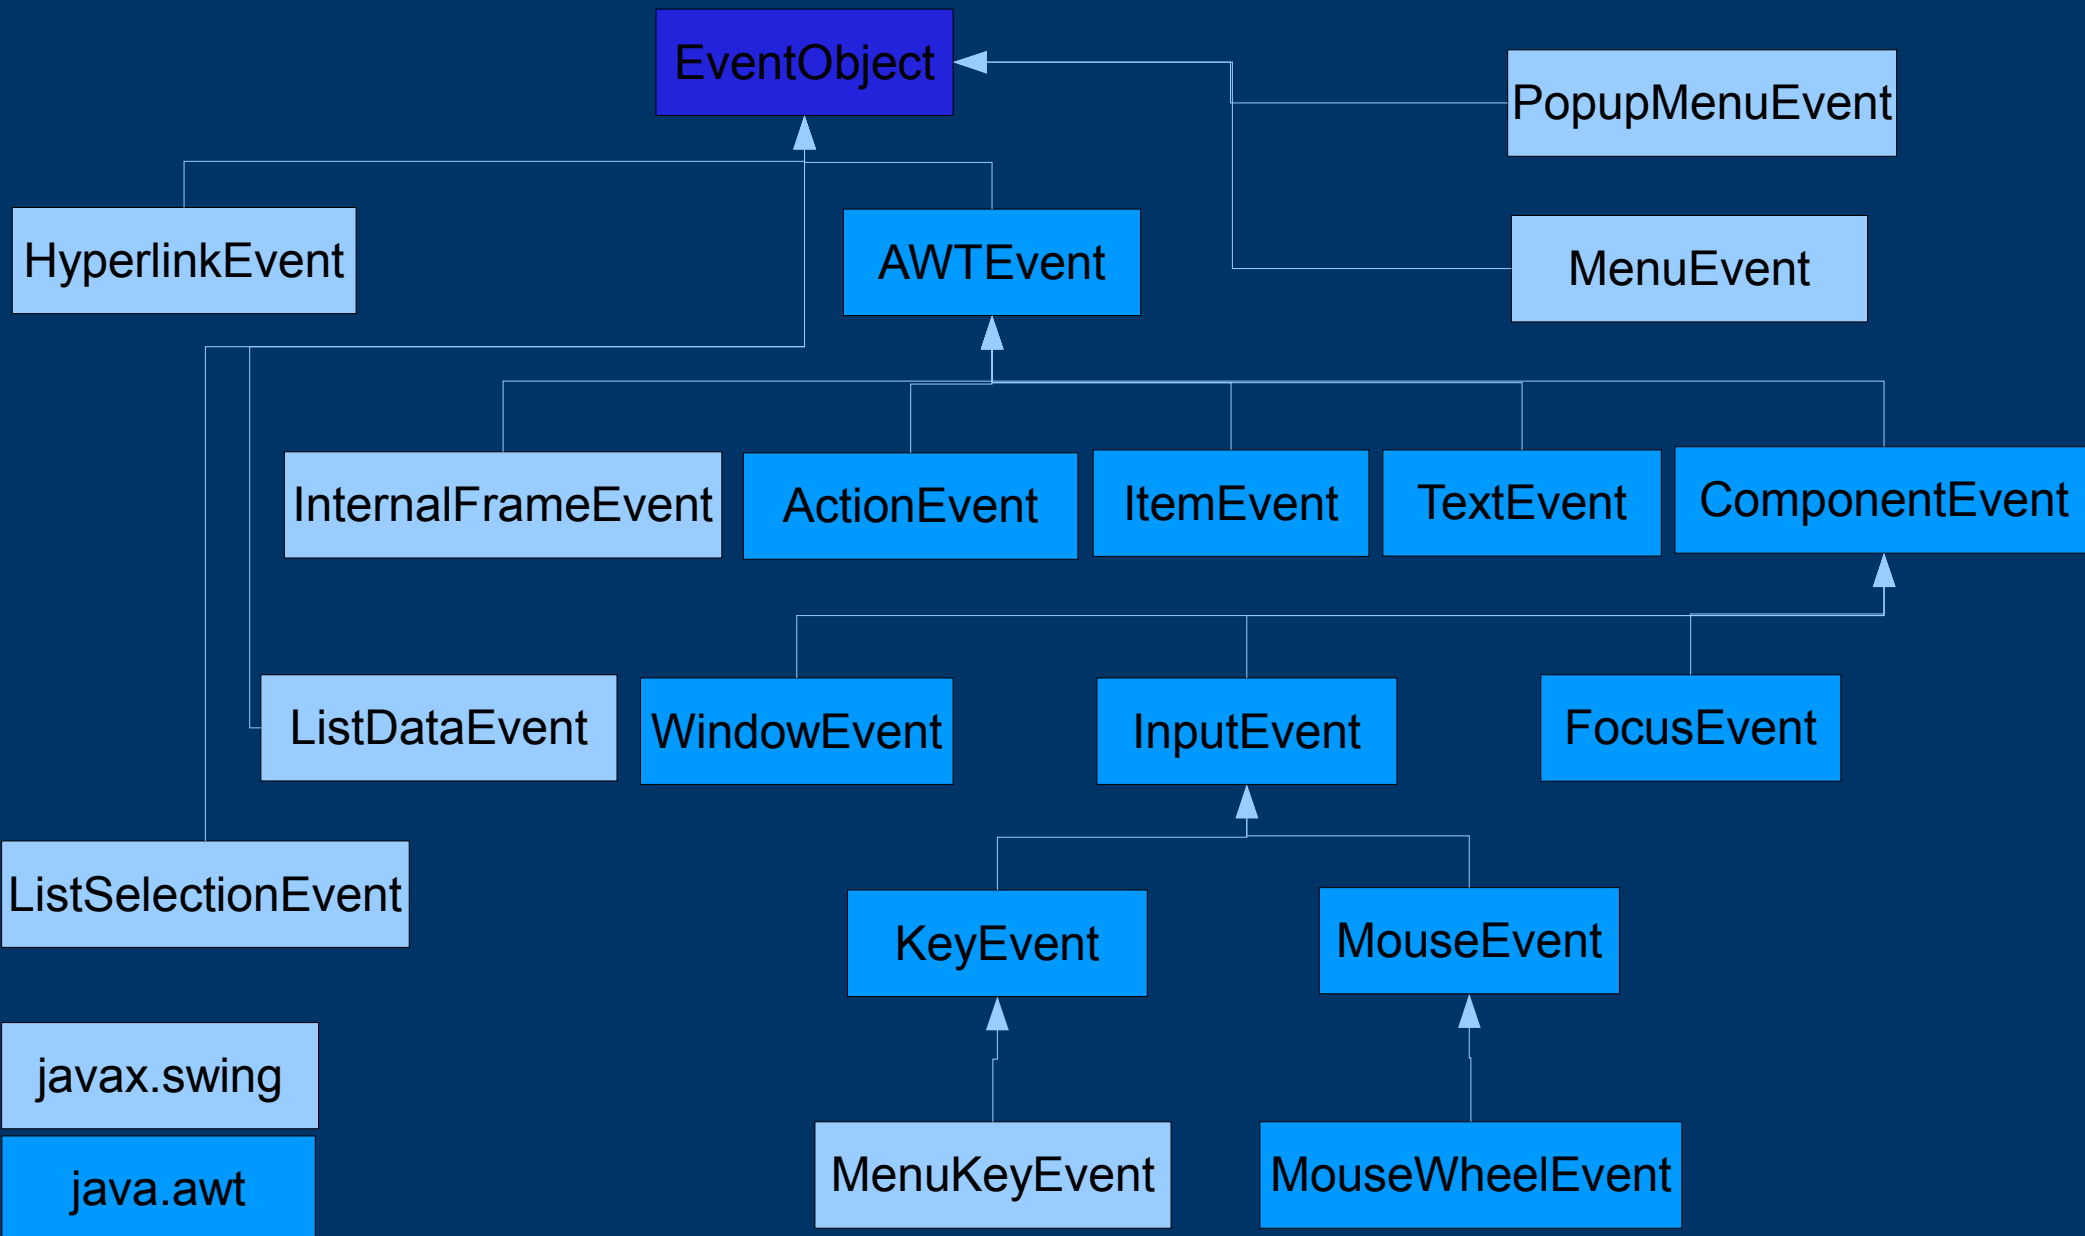 EventObject
PopupMenuEvent
HyperlinkEvent
AWTEvent
MenuEvent
InternalFrameEvent
ActionEvent
ItemEvent
TextEvent
ComponentEvent
ListDataEvent
WindowEvent
InputEvent
FocusEvent
ListSelectionEvent
KeyEvent
MouseEvent
javax.swing
java.awt
MenuKeyEvent
MouseWheelEvent